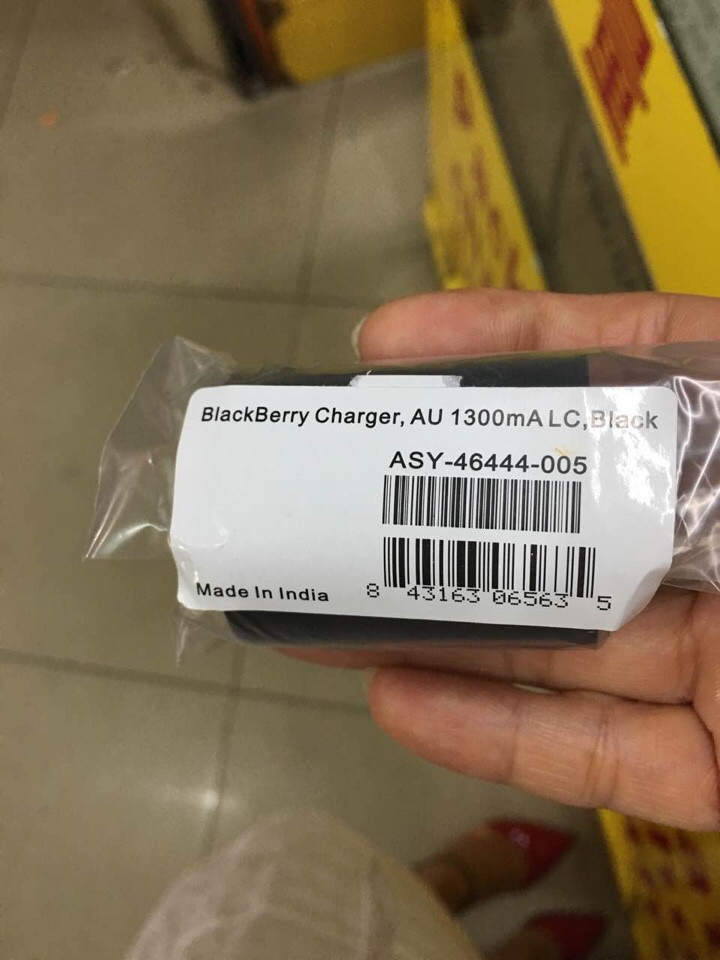 BlackBerry Charger, AU 1300mA LC,Black
ASY-46444-005
Made In India
8 43163 06563 5